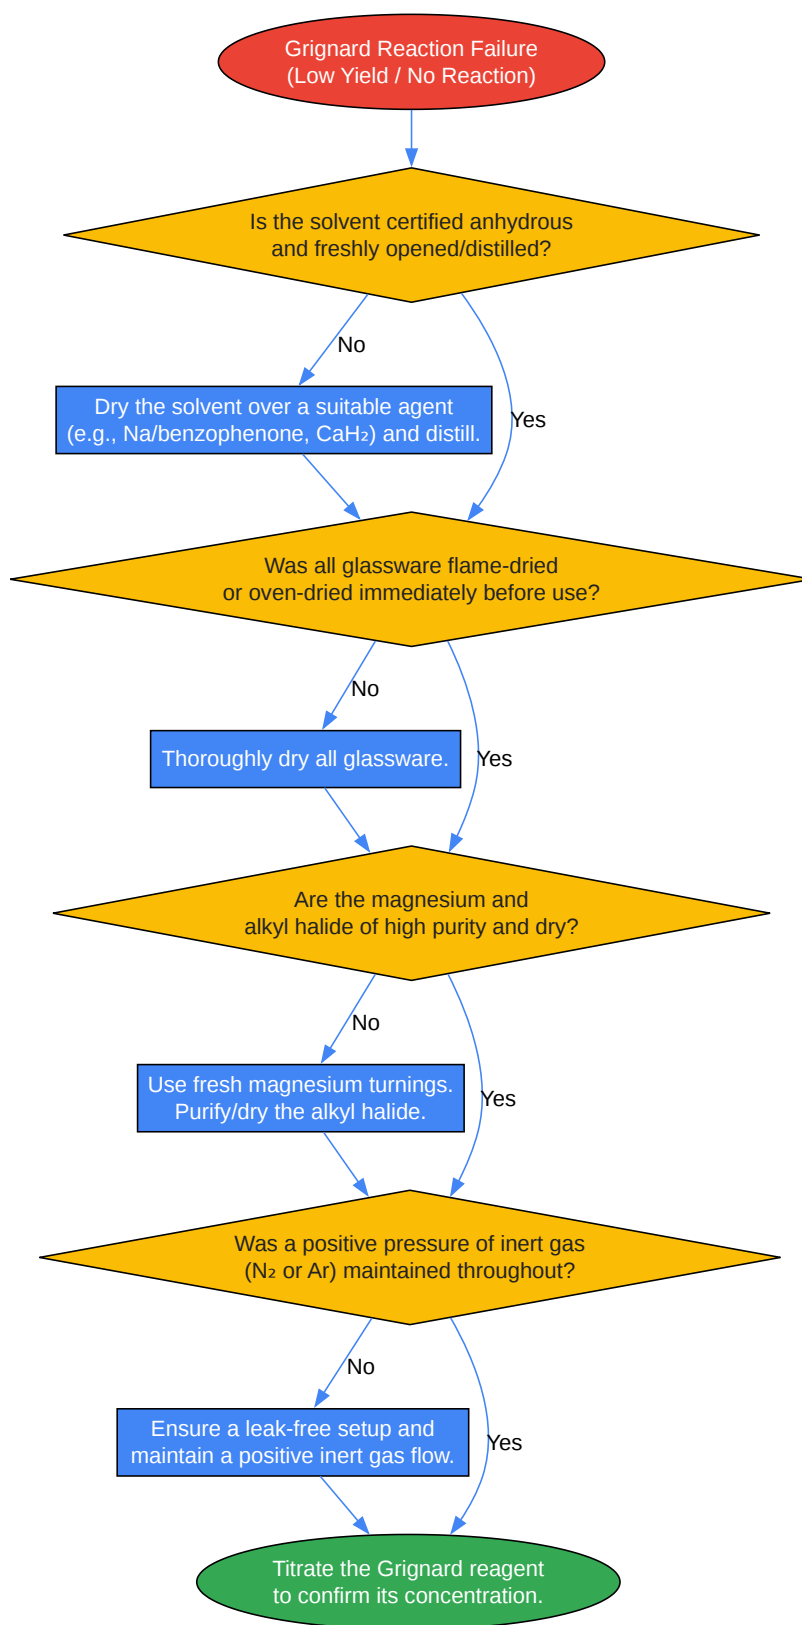 Grignard Reaction Failure
(Low Yield / No Reaction)
Is the solvent certified anhydrous
and freshly opened/distilled?
No
Dry the solvent over a suitable agent
(e.g., Na/benzophenone, CaH₂) and distill.
Yes
Was all glassware flame-dried
or oven-dried immediately before use?
No
Thoroughly dry all glassware.
Yes
Are the magnesium and
alkyl halide of high purity and dry?
No
Use fresh magnesium turnings.
Purify/dry the alkyl halide.
Yes
Was a positive pressure of inert gas
(N₂ or Ar) maintained throughout?
No
Ensure a leak-free setup and
maintain a positive inert gas flow.
Yes
Titrate the Grignard reagent
to confirm its concentration.